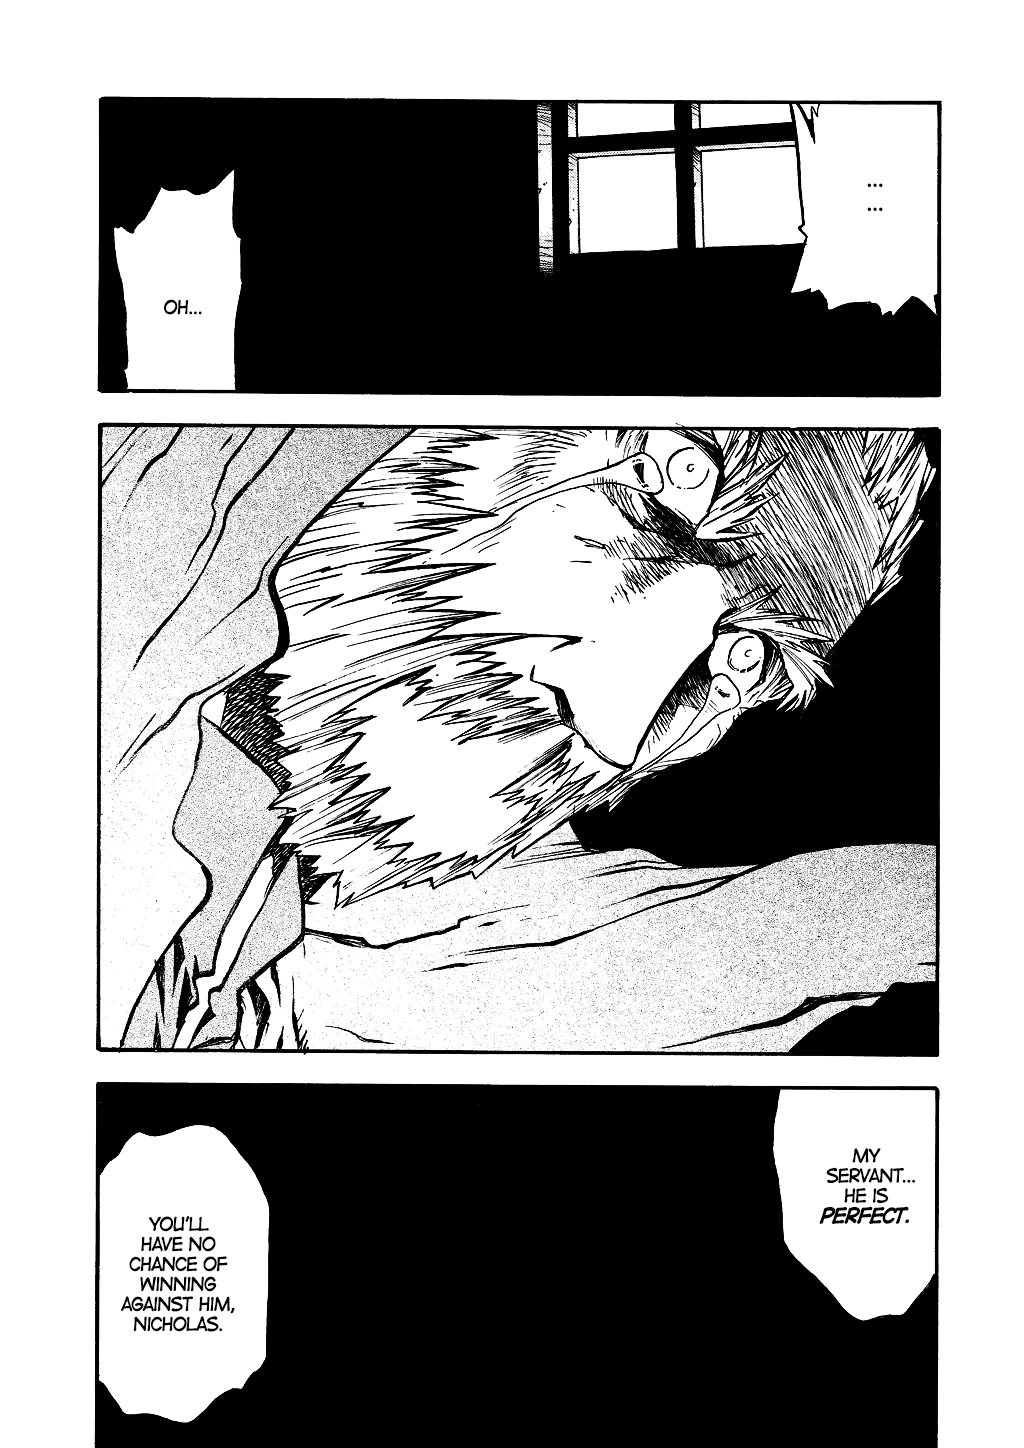 ...
...
OH...
MY
SERVANT...
HE IS
PERFECT.
YOU'LL
HAVE NO
CHANCE OF
WINNING
AGAINST HIM,
NICHOLAS.